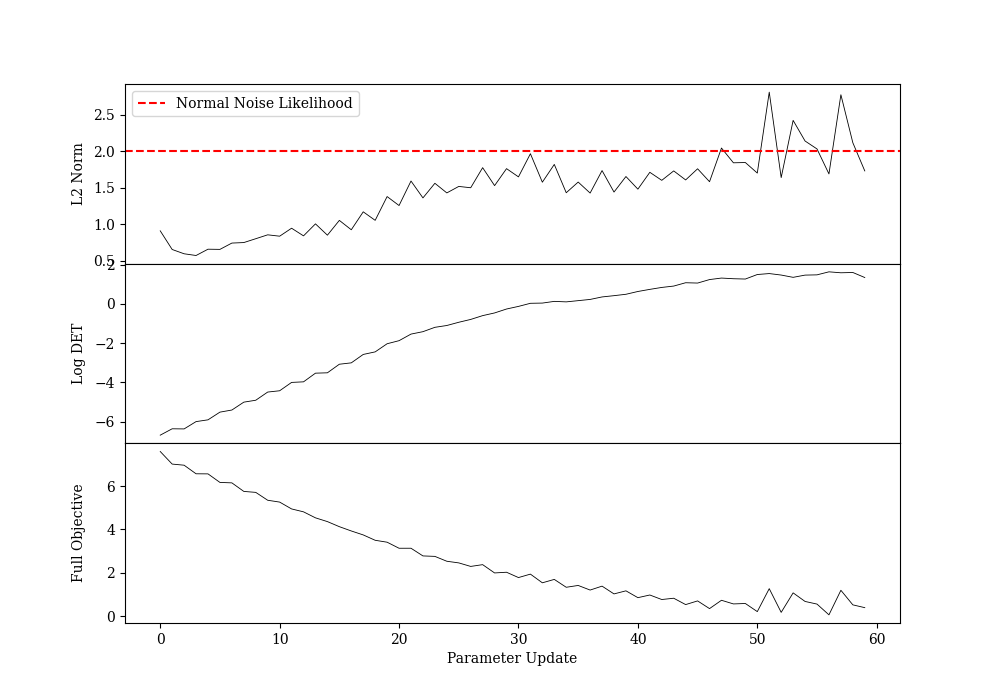 Normal Noise Likelihood
2.5
2.0
1.5
1.0
0.5
L2 Norm
2
0
−2
−4
−6
Log DET
6
4
2
0
Full Objective
0 10 20 30 40 50 60
Parameter Update